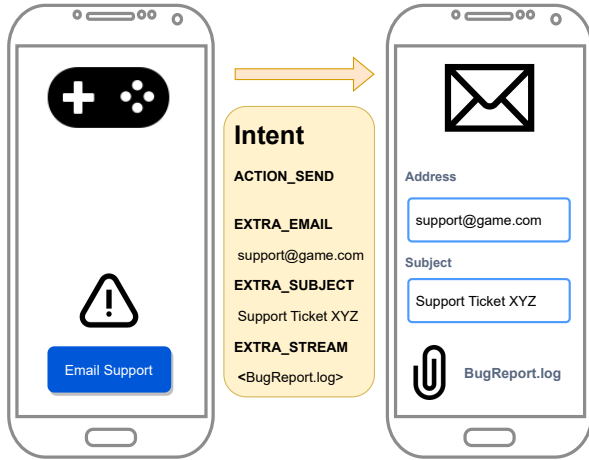 Email Support
Intent
ACTION_SEND
EXTRA_EMAIL
support@game.com
EXTRA_SUBJECT
Support Ticket XYZ
EXTRA_STREAM
<BugReport.log>
Address
support@game.com
Subject
Support Ticket XYZ
BugReport.log